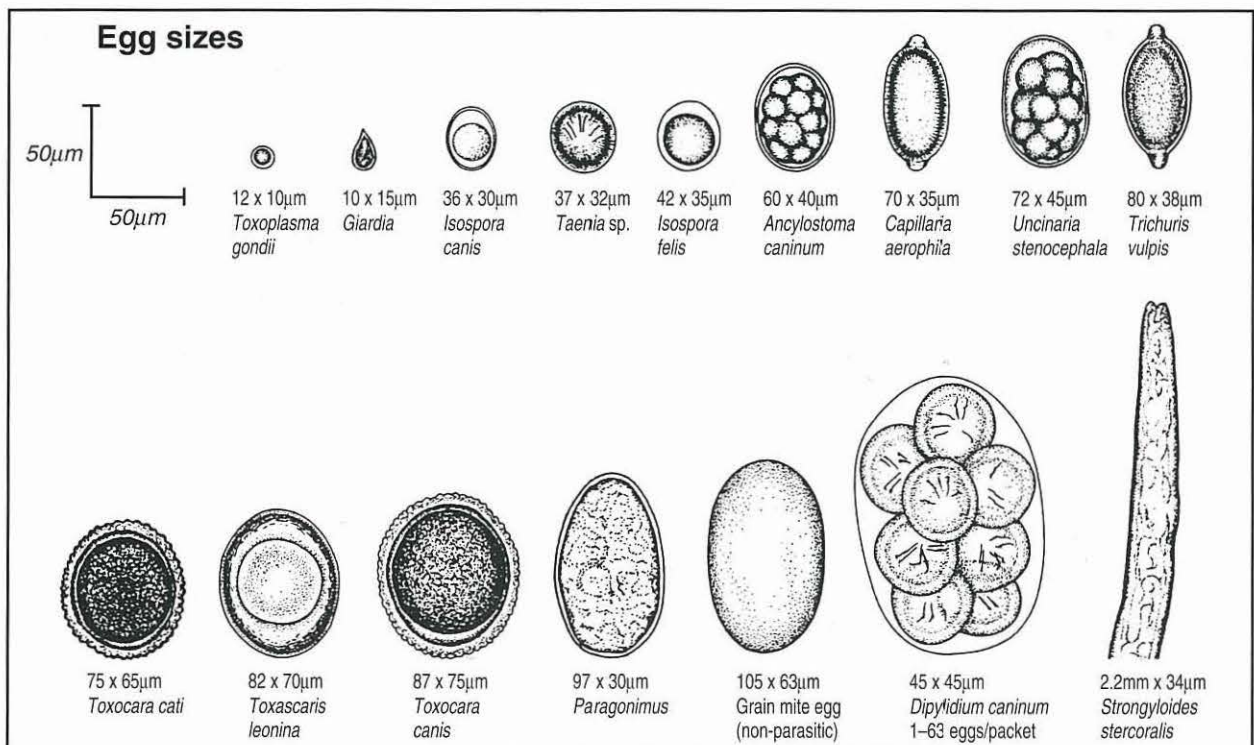 Egg sizes
50μm
50μm
12 x 10μm
Toxoplasma
gondii
10 x 15μm
Giardia
36 x 30μm
Isospora
canis
37 x 32μm
Taenia sp.
42 x 35μm
Isospora
felis
60 x 40μm
Ancylostoma
caninum
70 x 35μm
Capillaria
aerophila
72 x 45μm
Uncinaria
stenocephala
80 x 38μm
Trichuris
vulpis
75 x 65μm
Toxocara cati
82 x 70μm
Toxascaris
leonina
87 x 75μm
Toxocara
canis
97 x 30μm
Paragonimus
105 x 63μm
Grain mite egg
(non-parasitic)
45 x 45μm
Dipylidium caninum
1–63 eggs/packet
2.2mm x 34μm
Strongyloides
stercoralis